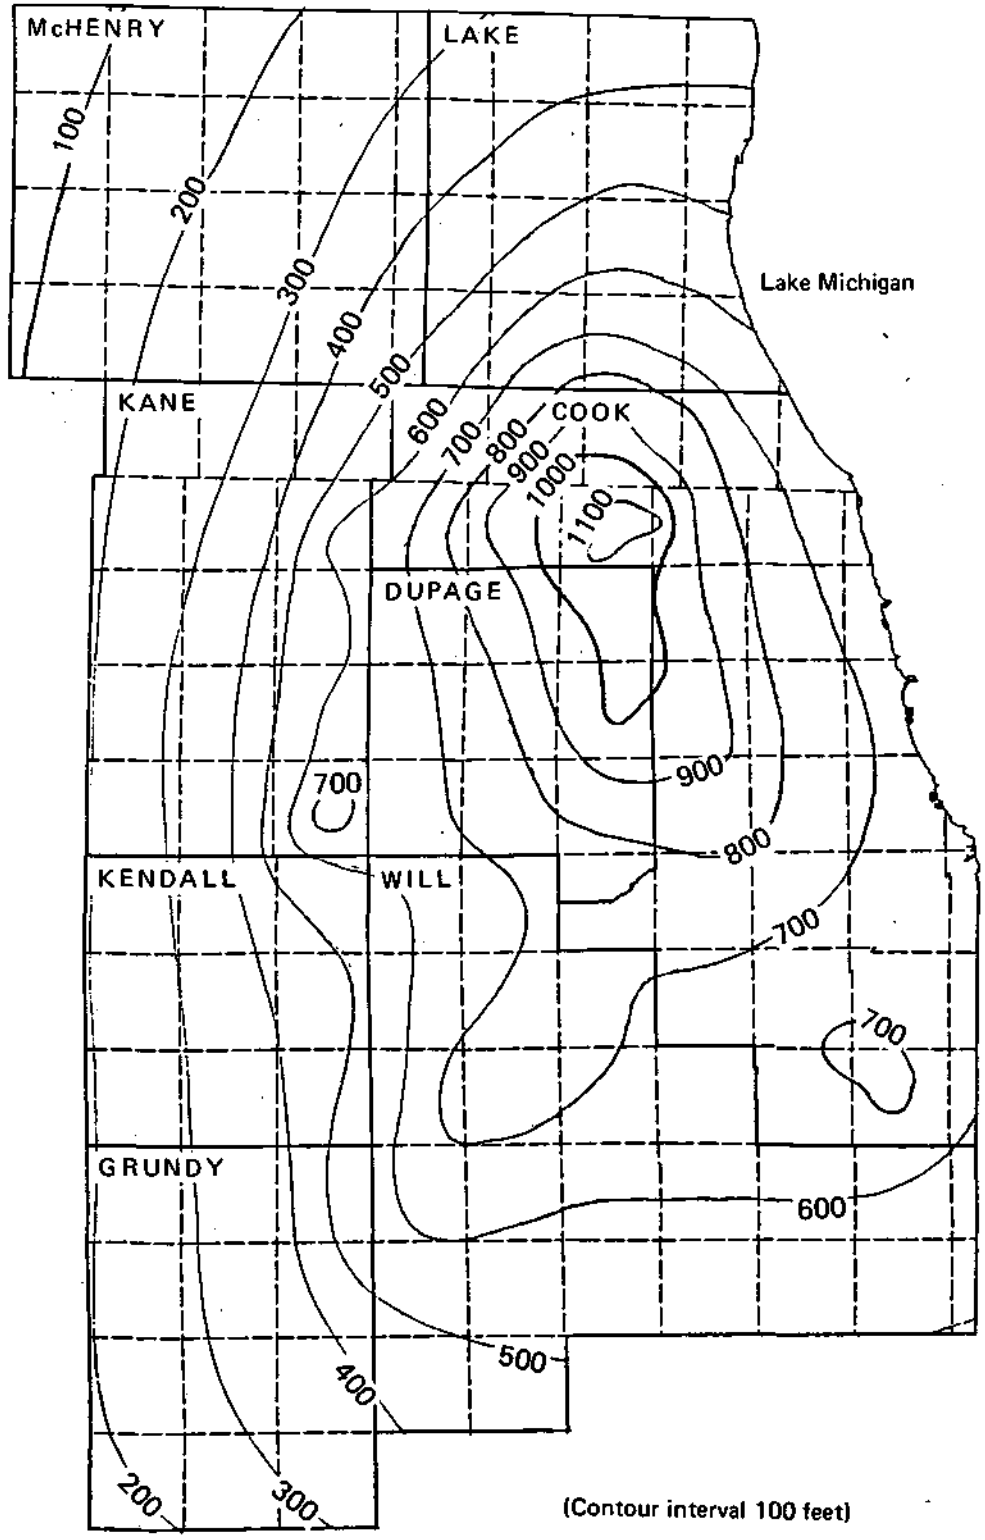 McHENRY
LAKE
100
200
Lake Michigan
300
400
500
KANE
600
COOK
700
800
900
1000
1100
DUPAGE
700
900
800
KENDALL
WILL
700
700
GRUNDY
600
500
400
200
300
(Contour interval 100 feet)